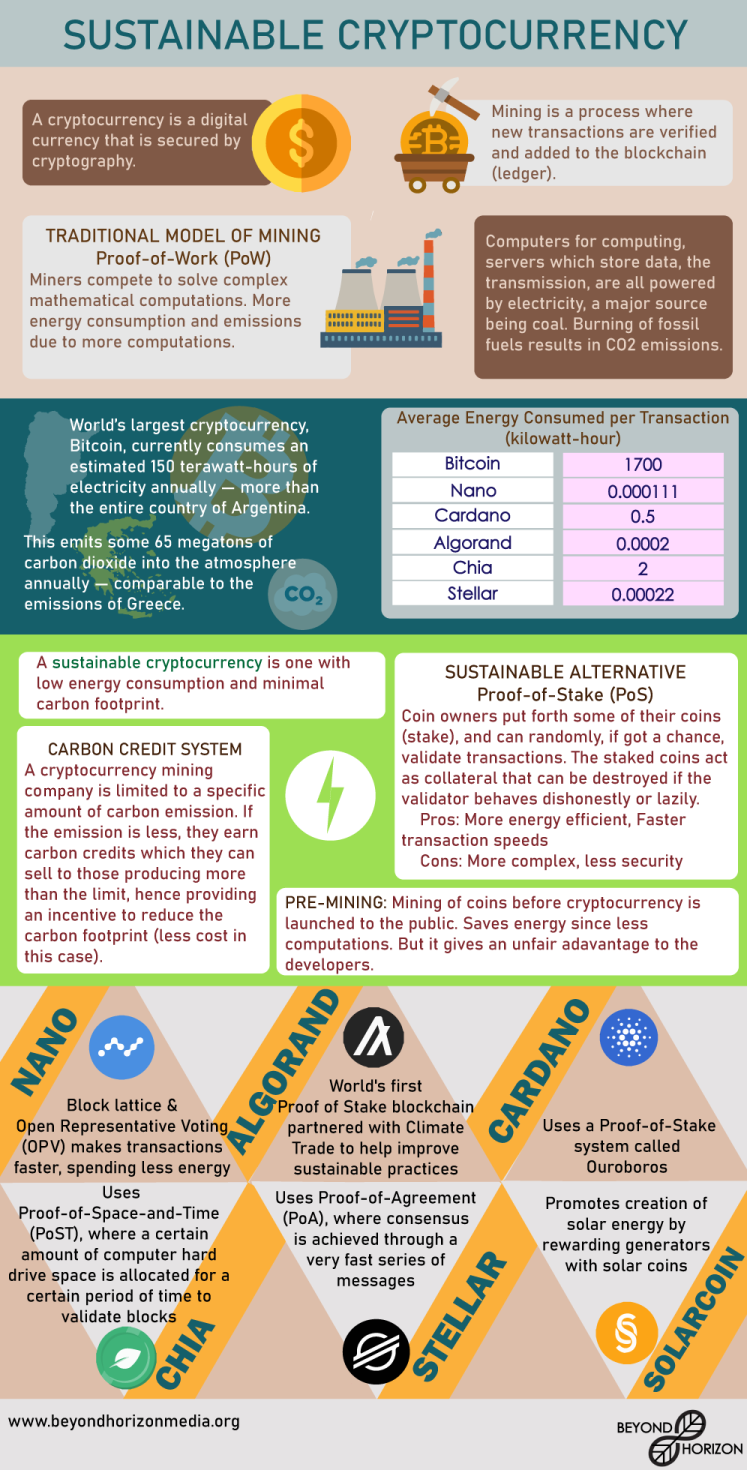 SUSTAINABLE CRYPTOCURRENCY
A cryptocurrency is a digital
currency that is secured by
cryptography.
Mining is a process where
new transactions are verified
and added to the blockchain
(ledger).
TRADITIONAL MODEL OF MINING
Proof-of-Work (PoW)
Miners compete to solve complex
mathematical computations. More
energy consumption and emissions
due to more computations.
Computers for computing,
servers which store data, the
transmission, are all powered
by electricity, a major source
being coal. Burning of fossil
fuels results in CO2 emissions.
World's largest cryptocurrency,
Bitcoin, currently consumes an
estimated 150 terawatt-hours of
electricity annually — more than
the entire country of Argentina.
This emits some 65 megatons of
carbon dioxide into the atmosphere
annually — comparable to the
emissions of Greece.
CO₂
Average Energy Consumed per Transaction
(kilowatt-hour)
Bitcoin 1700
Nano 0.000111
Cardano 0.5
Algorand 0.0002
Chia 2
Stellar 0.00022
A sustainable cryptocurrency is one with
low energy consumption and minimal
carbon footprint.
CARBON CREDIT SYSTEM
A cryptocurrency mining
company is limited to a specific
amount of carbon emission. If
the emission is less, they earn
carbon credits which they can
sell to those producing more
than the limit, hence providing
an incentive to reduce the
carbon footprint (less cost in
this case).
SUSTAINABLE ALTERNATIVE
Proof-of-Stake (PoS)
Coin owners put forth some of their coins
(stake), and can randomly, if got a chance,
validate transactions. The staked coins act
as collateral that can be destroyed if the
validator behaves dishonestly or lazily.
Pros: More energy efficient, Faster
transaction speeds
Cons: More complex, less security
PRE-MINING: Mining of coins before cryptocurrency is
launched to the public. Saves energy since less
computations. But it gives an unfair adavantage to the
developers.
NANO
Block lattice &
Open Representative Voting
(OPV) makes transactions
faster, spending less energy
ALGORAND
World's first
Proof of Stake blockchain
partnered with Climate
Trade to help improve
sustainable practices
CARDANO
Uses a Proof-of-Stake
system called
Ouroboros
Uses
Proof-of-Space-and-Time
(PoST), where a certain
amount of computer hard
drive space is allocated for a
certain period of time to
validate blocks
CHIA
Uses Proof-of-Agreement
(PoA), where consensus
is achieved through a
very fast series of
messages
STELLAR
Promotes creation of
solar energy by
rewarding generators
with solar coins
SOLARCOIN
www.beyondhorizonmedia.org
BEYOND
HORIZON